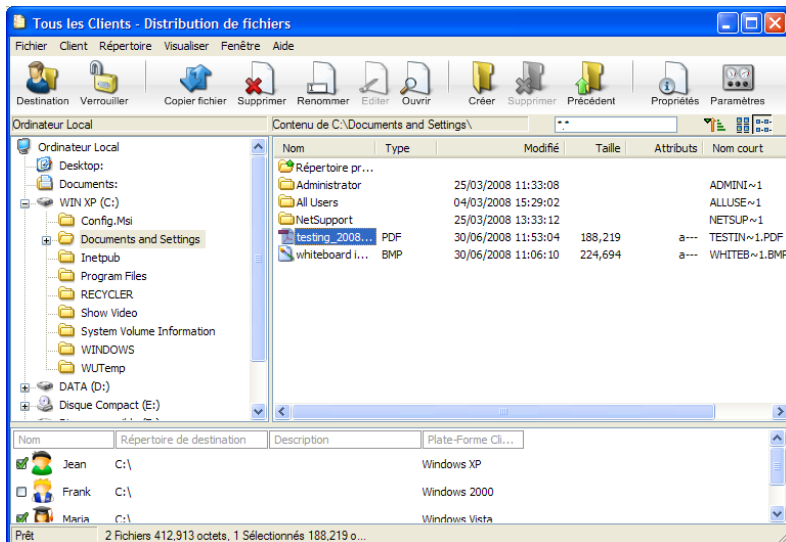 Tous les Clients - Distribution de fichiers
Fichier Client Répertoire Visualiser Fenêtre Aide
Destination Verrouiller Copier fichier Supprimer Renommer Editer Ouvrir Créer Supprimer Précédent Propriétés Paramètres
Ordinateur Local Contenu de C:\Documents and Settings\ *.*
Ordinateur Local
Desktop:
Documents:
WIN XP (C:)
Config.Msi
Documents and Settings
Inetpub
Program Files
RECYCLER
Show Video
System Volume Information
WINDOWS
WUTemp
DATA (D:)
Disque Compact (E:)
Nom Type Modifié Taille Attributs Nom court
Répertoire pr...
Administrator 25/03/2008 11:33:08 ADMINI~1
All Users 04/03/2008 15:29:02 ALLUSE~1
NetSupport 25/03/2008 13:33:12 NETSUP~1
testing_2008... PDF 30/06/2008 11:53:04 188,219 a--- TESTIN~1.PDF
whiteboard i... BMP 30/06/2008 11:06:10 224,694 a--- WHITEB~1.BMP
Nom Répertoire de destination Description Plate-Forme Cli...
Jean C:\ Windows XP
Frank C:\ Windows 2000
Maria C:\ Windows Vista
Prêt 2 Fichiers 412,913 octets, 1 Sélectionnés 188,219 o...